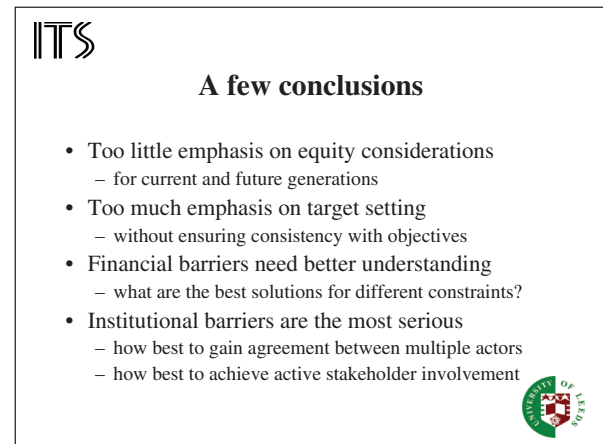 ITS
A few conclusions
• Too little emphasis on equity considerations
– for current and future generations
• Too much emphasis on target setting
– without ensuring consistency with objectives
• Financial barriers need better understanding
– what are the best solutions for different constraints?
• Institutional barriers are the most serious
– how best to gain agreement between multiple actors
– how best to achieve active stakeholder involvement
UNIVERSITY OF LEEDS